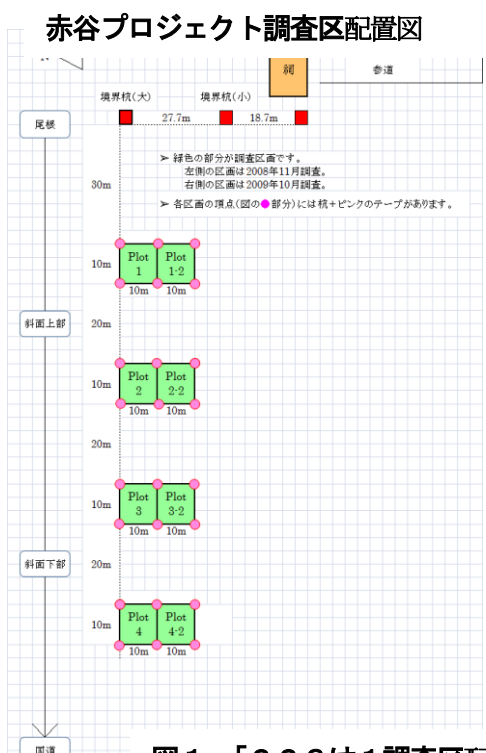 赤谷プロジェクト調査区配置図
N
祠
参道
境界杭(大)
境界杭(小)
27.7m
18.7m
尾根
➢ 緑色の部分が調査区画です。
左側の区画は2008年11月調査。
右側の区画は2009年10月調査。
➢ 各区画の頂点(図の●部分)には杭+ピンクのテープがあります。
30m
10m
Plot 1
Plot 1-2
10m
10m
斜面上部
20m
10m
Plot 2
Plot 2-2
10m
10m
20m
10m
Plot 3
Plot 3-2
10m
10m
斜面下部
20m
10m
Plot 4
Plot 4-2
10m
10m
国道